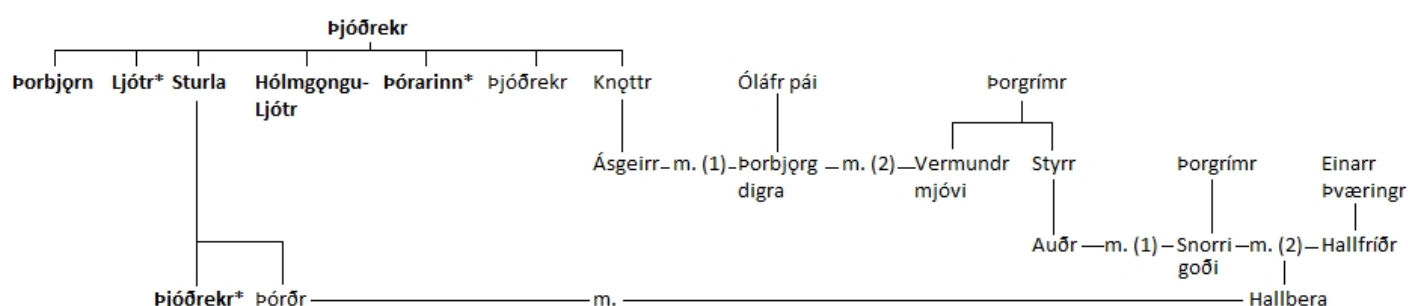 Þjóðrekr
Þorbjǫrn Ljótr* Sturla Hólmgǫngu- Þórarinn* Þjóðrekr Knǫttr Óláfr pái Þorgrímr
Ljótr
Ásgeirr m. (1) Þorbjǫrg m. (2) Vermundr Styrr Þorgrímr Einarr
digra mjóvi Þværingr
Auðr m. (1) Snorri m. (2) Hallfríðr
goði
Þjóðrekr* Þórðr m. Hallbera